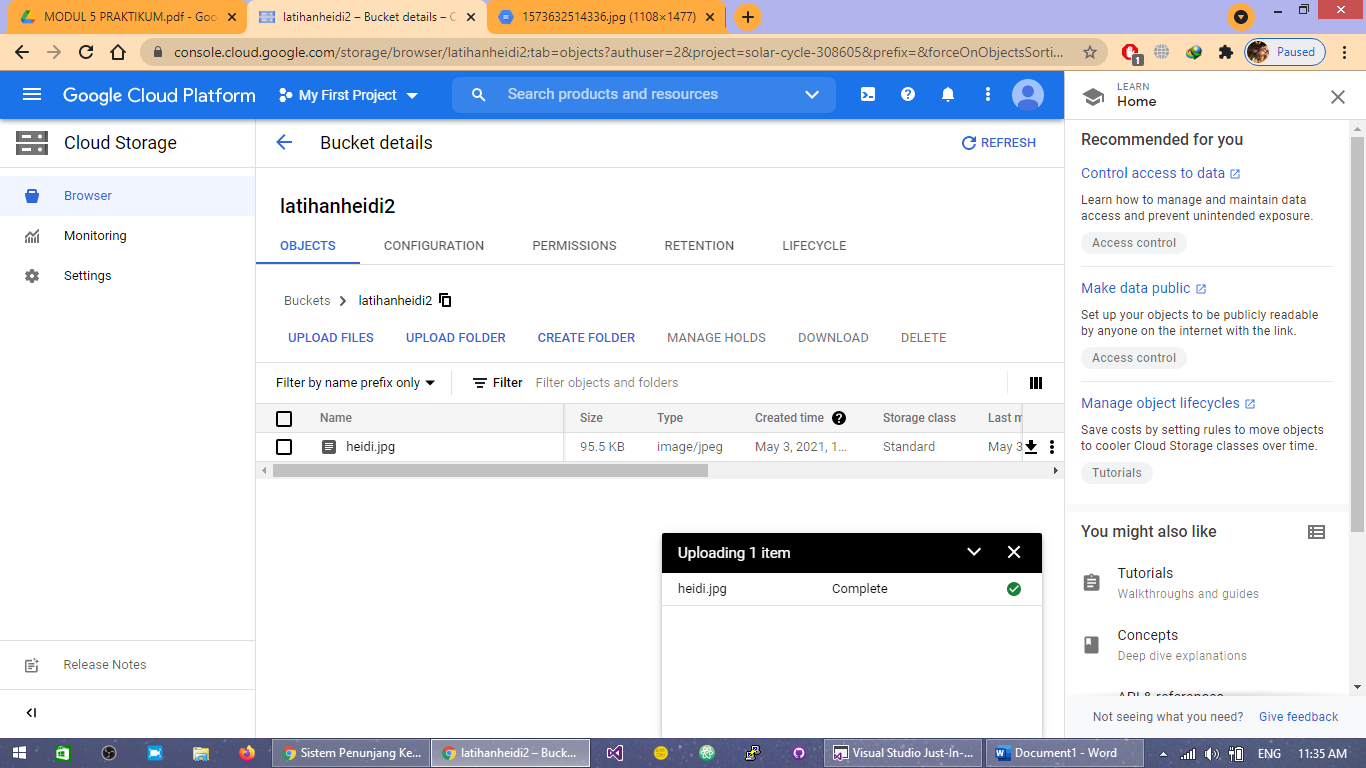 MODUL 5 PRAKTIKUM.pdf - Goo
latihanheidi2 – Bucket details – C
1573632514336.jpg (1108×1477)
console.cloud.google.com/storage/browser/latihanheidi2;tab=objects?authuser=2&project=solar-cycle-308605&prefix=&forceOnObjectsSorti...
1
Paused
Google Cloud Platform
My First Project
Search products and resources
LEARN
Home
Cloud Storage
Bucket details
REFRESH
Browser
Monitoring
Settings
Release Notes
latihanheidi2
OBJECTS
CONFIGURATION
PERMISSIONS
RETENTION
LIFECYCLE
Buckets
latihanheidi2
UPLOAD FILES
UPLOAD FOLDER
CREATE FOLDER
MANAGE HOLDS
DOWNLOAD
DELETE
Filter by name prefix only
Filter
Filter objects and folders
Name
Size
Type
Created time
Storage class
Last m
heidi.jpg
95.5 KB
image/jpeg
May 3, 2021, 1...
Standard
May 3
Uploading 1 item
heidi.jpg
Complete
Recommended for you
Control access to data
Learn how to manage and maintain data
access and prevent unintended exposure.
Access control
Make data public
Set up your objects to be publicly readable
by anyone on the internet with the link.
Access control
Manage object lifecycles
Save costs by setting rules to move objects
to cooler Cloud Storage classes over time.
Tutorials
You might also like
Tutorials
Walkthroughs and guides
Concepts
Deep dive explanations
API & references
Not seeing what you need?
Give feedback
Sistem Penunjang Ke...
latihanheidi2 – Buck...
Visual Studio Just-In-...
Document1 - Word
ENG
11:35 AM